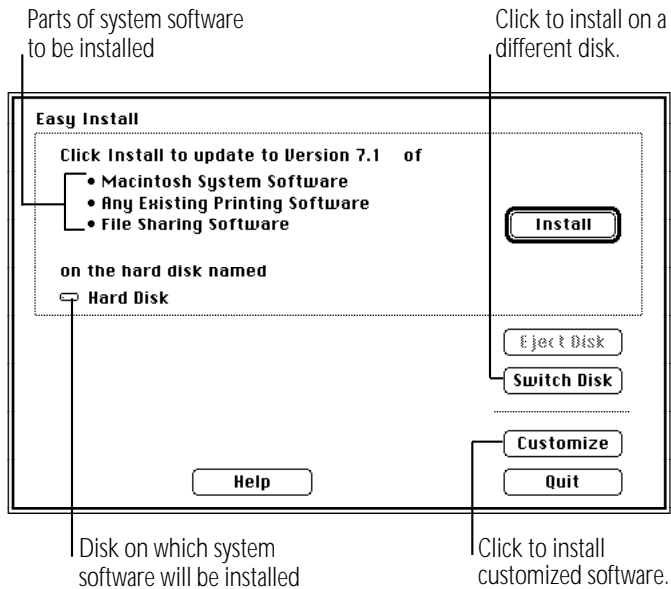 Parts of system software
to be installed
Click to install on a
different disk.
Easy Install
Click Install to update to Version 7.1 of
• Macintosh System Software
• Any Existing Printing Software
• File Sharing Software
Install
on the hard disk named
Hard Disk
Eject Disk
Switch Disk
Customize
Help
Quit
Disk on which system
software will be installed
Click to install
customized software.